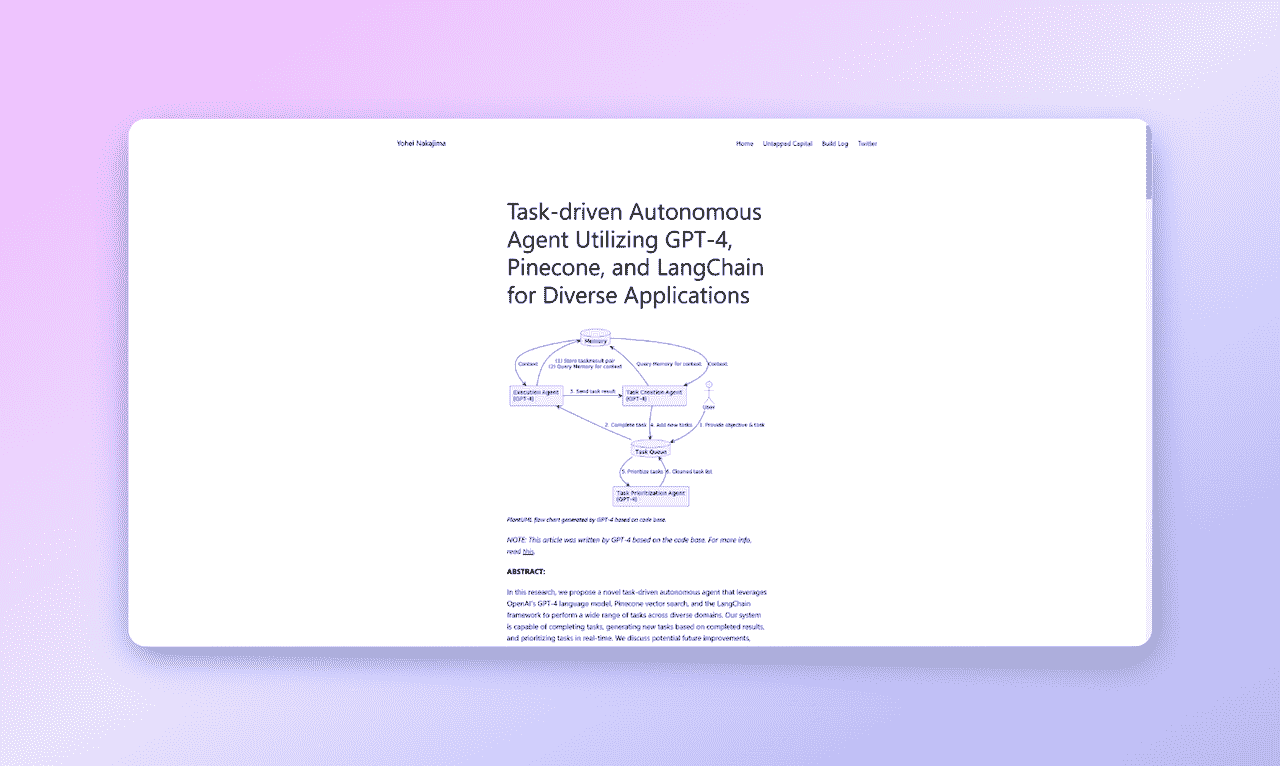 Yohei Nakajima
Home Untapped Capital Build Log Twitter
Task-driven Autonomous
Agent Utilizing GPT-4,
Pinecone, and LangChain
for Diverse Applications
Memory
Context
(1) Store task/result pair
(2) Query Memory for context
Query Memory for context
Context
Execution Agent
(GPT-4)
3. Send task result
Task Creation Agent
(GPT-4)
User
2. Complete task
4. Add new tasks
1. Provide objective & task
Task Queue
5. Prioritize tasks
6. Cleaned task list
Task Prioritization Agent
(GPT-4)
PlantUML flow chart generated by GPT-4 based on code base.
NOTE: This article was written by GPT-4 based on the code base. For more info,
read this.
ABSTRACT:
In this research, we propose a novel task-driven autonomous agent that leverages
OpenAI's GPT-4 language model, Pinecone vector search, and the LangChain
framework to perform a wide range of tasks across diverse domains. Our system
is capable of completing tasks, generating new tasks based on completed results,
and prioritizing tasks in real-time. We discuss potential future improvements,